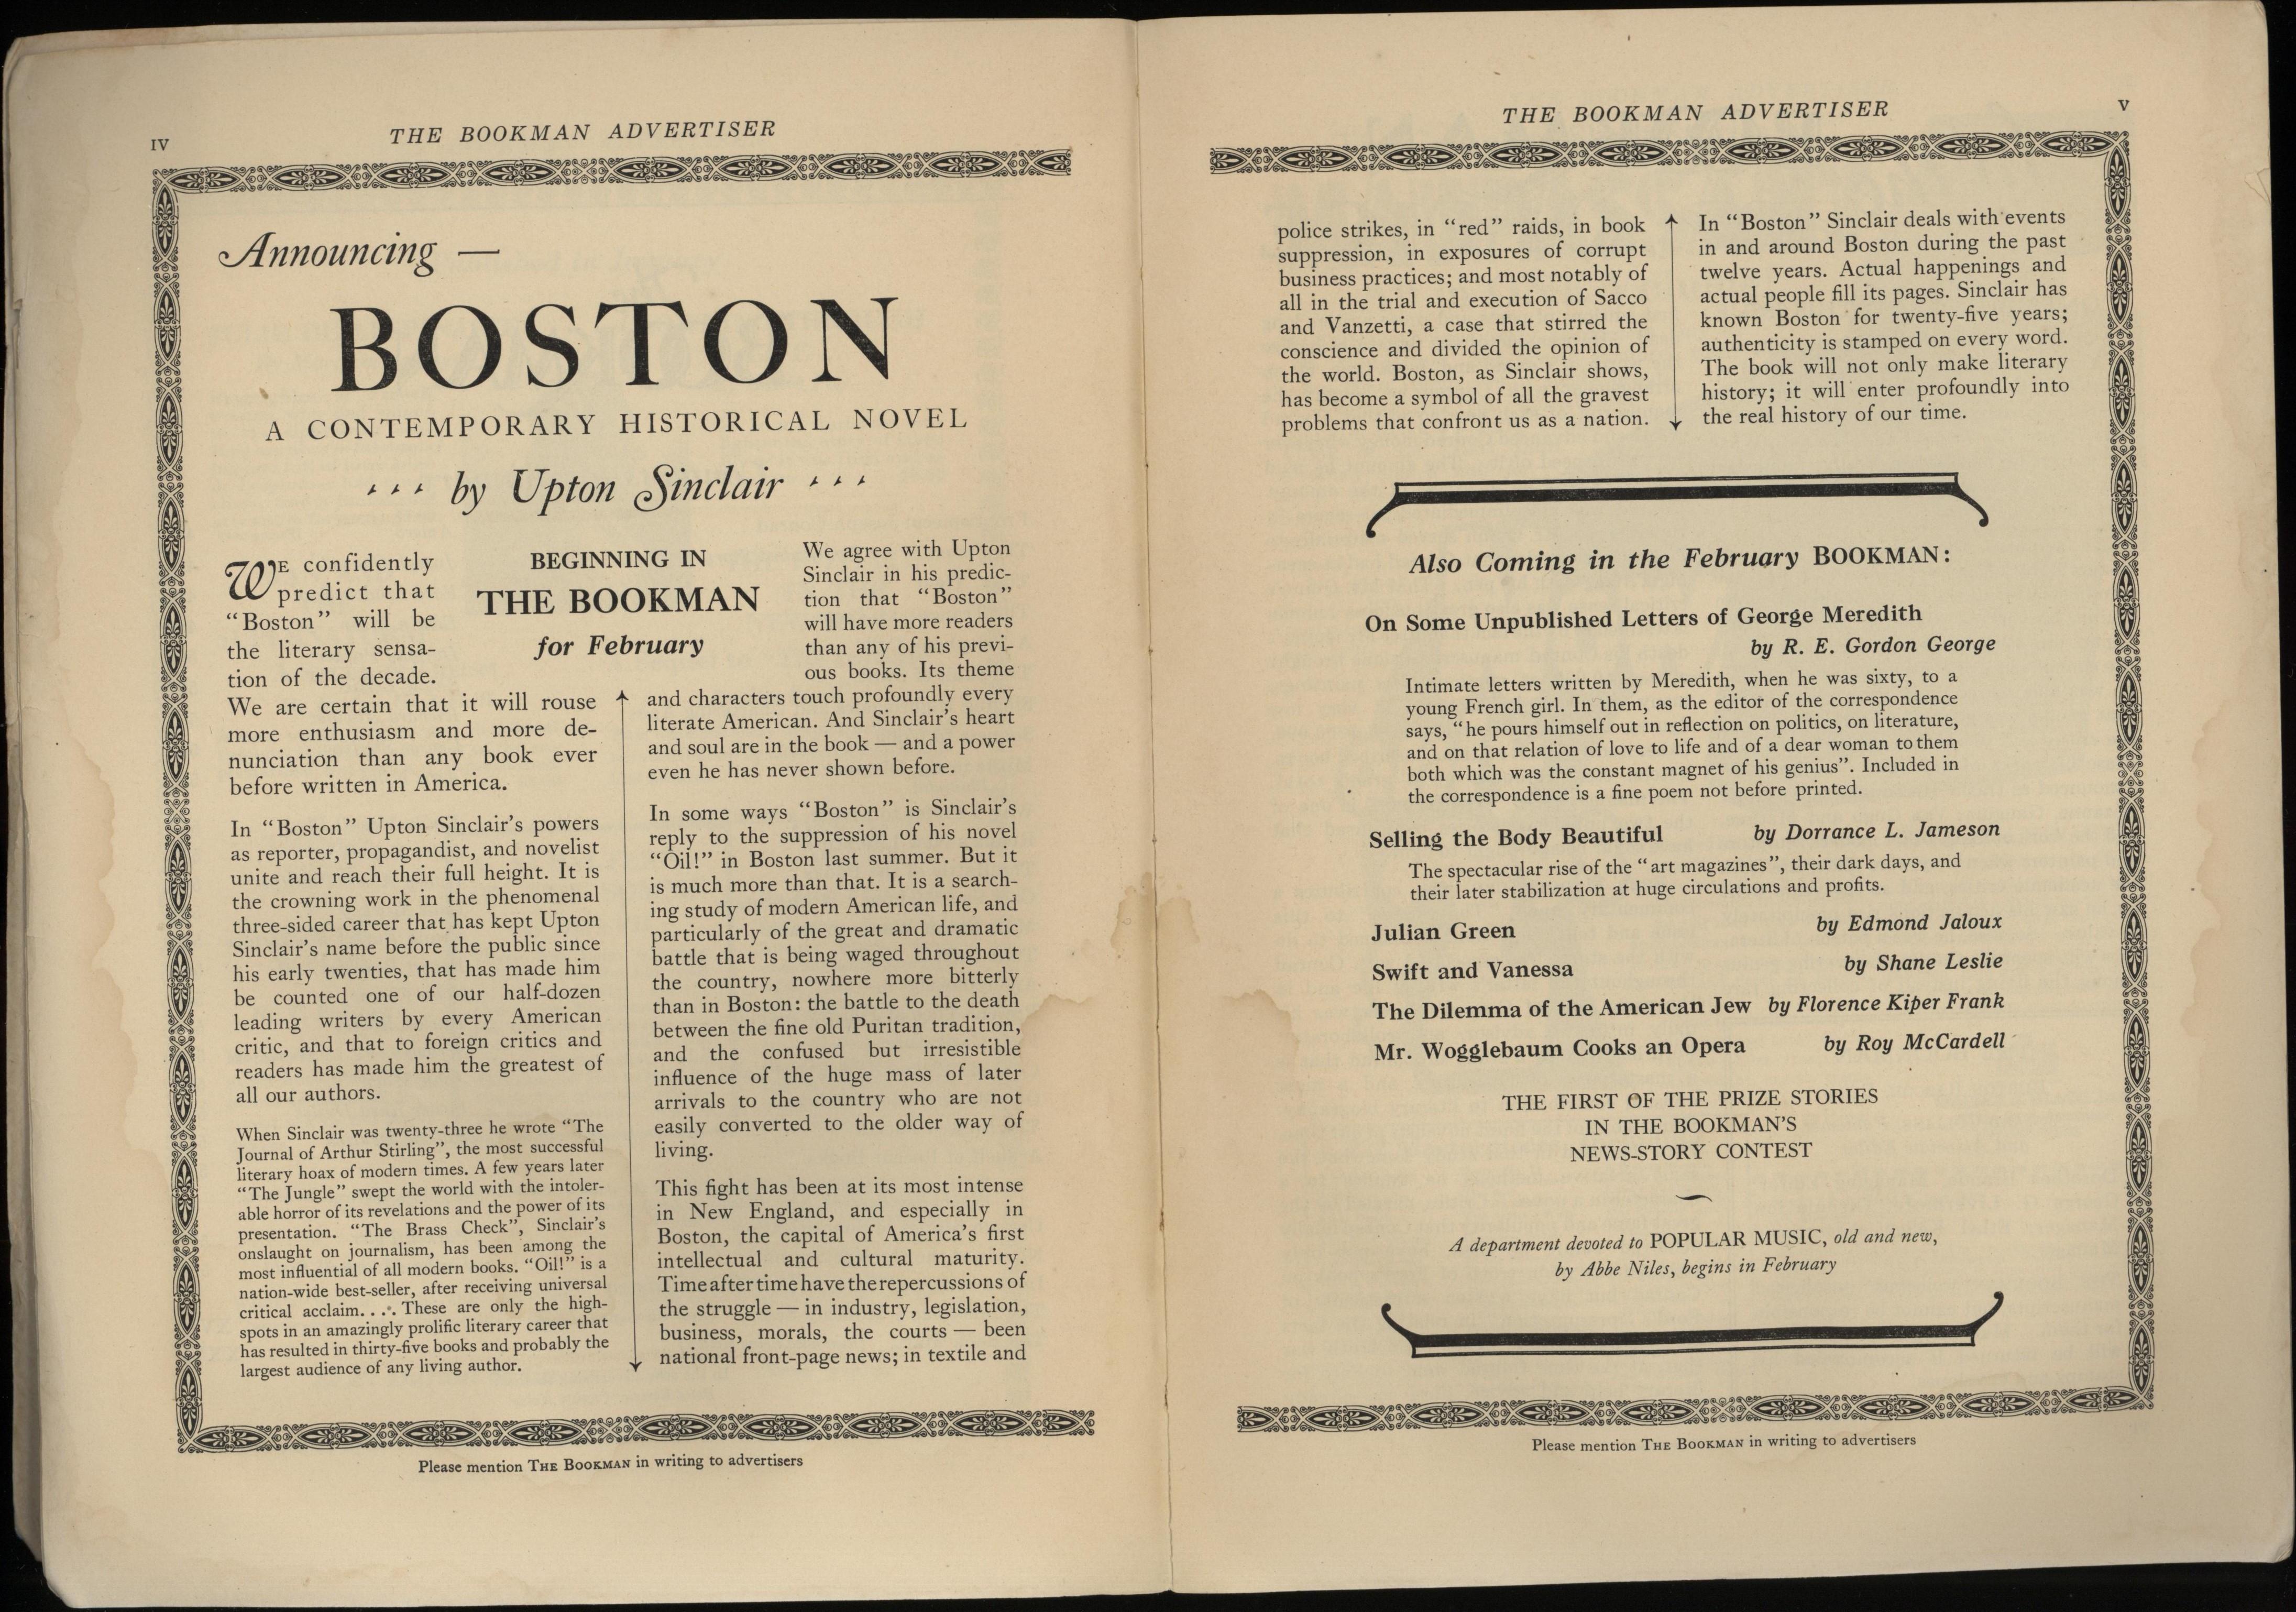 IV
THE BOOKMAN ADVERTISER
Announcing —
BOSTON
A CONTEMPORARY HISTORICAL NOVEL
by Upton Sinclair
BEGINNING IN
THE BOOKMAN
for February
WE confidently
predict that
“Boston” will be
the literary sensa-
tion of the decade.
We are certain that it will rouse
more enthusiasm and more de-
nunciation than any book ever
before written in America.
In “Boston” Upton Sinclair’s powers
as reporter, propagandist, and novelist
unite and reach their full height. It is
the crowning work in the phenomenal
three-sided career that has kept Upton
Sinclair’s name before the public since
his early twenties, that has made him
be counted one of our half-dozen
leading writers by every American
critic, and that to foreign critics and
readers has made him the greatest of
all our authors.
When Sinclair was twenty-three he wrote “The
Journal of Arthur Stirling”, the most successful
literary hoax of modern times. A few years later
“The Jungle” swept the world with the intoler-
able horror of its revelations and the power of its
presentation. “The Brass Check”, Sinclair’s
onslaught on journalism, has been among the
most influential of all modern books. “Oil!” is a
nation-wide best-seller, after receiving universal
critical acclaim. . . . These are only the high-
spots in an amazingly prolific literary career that
has resulted in thirty-five books and probably the
largest audience of any living author.
We agree with Upton
Sinclair in his predic-
tion that “Boston”
will have more readers
than any of his previ-
ous books. Its theme
and characters touch profoundly every
literate American. And Sinclair’s heart
and soul are in the book — and a power
even he has never shown before.
In some ways “Boston” is Sinclair’s
reply to the suppression of his novel
“Oil!” in Boston last summer. But it
is much more than that. It is a search-
ing study of modern American life, and
particularly of the great and dramatic
battle that is being waged throughout
the country, nowhere more bitterly
than in Boston: the battle to the death
between the fine old Puritan tradition,
and the confused but irresistible
influence of the huge mass of later
arrivals to the country who are not
easily converted to the older way of
living.
This fight has been at its most intense
in New England, and especially in
Boston, the capital of America’s first
intellectual and cultural maturity.
Time after time have the repercussions of
the struggle — in industry, legislation,
business, morals, the courts — been
national front-page news; in textile and
Please mention THE BOOKMAN in writing to advertisers
THE BOOKMAN ADVERTISER
V
police strikes, in “red” raids, in book
suppression, in exposures of corrupt
business practices; and most notably of
all in the trial and execution of Sacco
and Vanzetti, a case that stirred the
conscience and divided the opinion of
the world. Boston, as Sinclair shows,
has become a symbol of all the gravest
problems that confront us as a nation.
In “Boston” Sinclair deals with events
in and around Boston during the past
twelve years. Actual happenings and
actual people fill its pages. Sinclair has
known Boston for twenty-five years;
authenticity is stamped on every word.
The book will not only make literary
history; it will enter profoundly into
the real history of our time.
Also Coming in the February BOOKMAN:
On Some Unpublished Letters of George Meredith
by R. E. Gordon George
Intimate letters written by Meredith, when he was sixty, to a
young French girl. In them, as the editor of the correspondence
says, “he pours himself out in reflection on politics, on literature,
and on that relation of love to life and of a dear woman to them
both which was the constant magnet of his genius”. Included in
the correspondence is a fine poem not before printed.
Selling the Body Beautiful by Dorrance L. Jameson
The spectacular rise of the “art magazines”, their dark days, and
their later stabilization at huge circulations and profits.
Julian Green by Edmond Jaloux
Swift and Vanessa by Shane Leslie
The Dilemma of the American Jew by Florence Kiper Frank
Mr. Wogglebaum Cooks an Opera by Roy McCardell
THE FIRST OF THE PRIZE STORIES
IN THE BOOKMAN’S
NEWS-STORY CONTEST
A department devoted to POPULAR MUSIC, old and new,
by Abbe Niles, begins in February
Please mention THE BOOKMAN in writing to advertisers